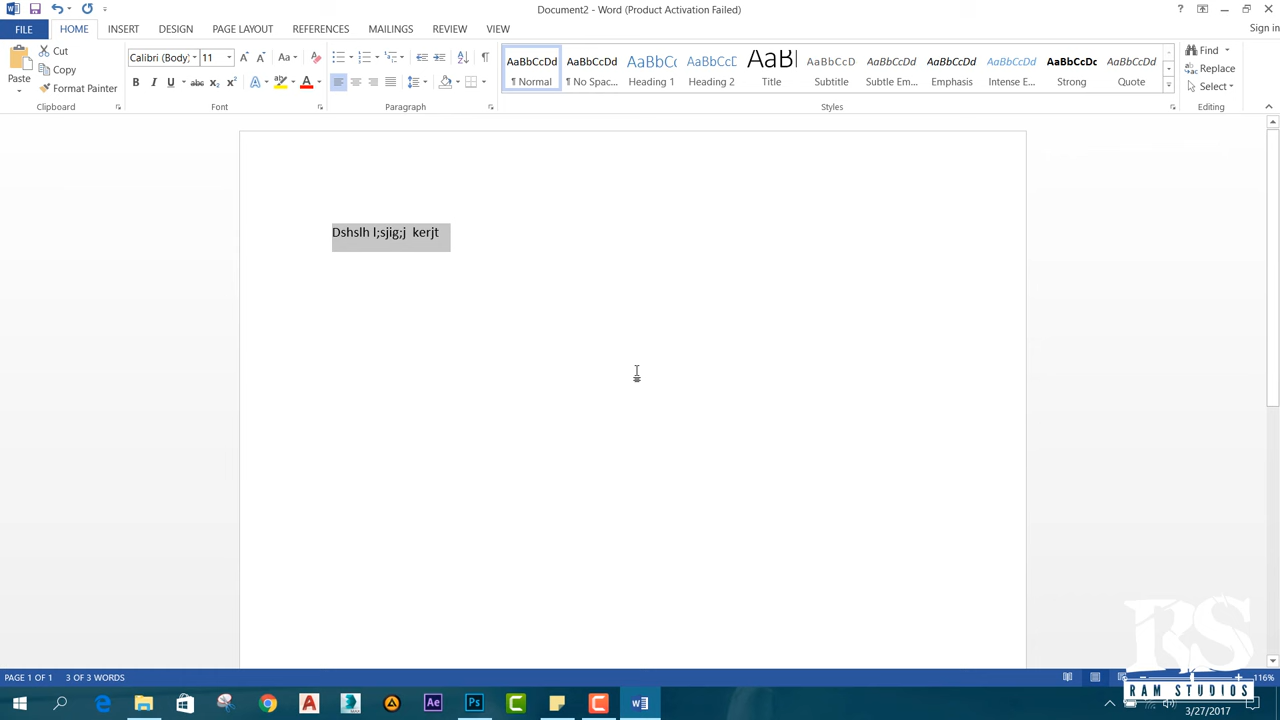 Document2 - Word (Product Activation Failed)
FILE HOME INSERT DESIGN PAGE LAYOUT REFERENCES MAILINGS REVIEW VIEW
Sign in
Paste
Cut
Copy
Format Painter
Clipboard
Calibri (Body) 11
Font
Paragraph
AaBbCcDd AaBbCcDd AaBbCc AaBbCcD AaB AaBbCcD AaBbCcDd AaBbCcDd AaBbCcDd AaBbCcDc AaBbCcDd
¶ Normal ¶ No Spac... Heading 1 Heading 2 Title Subtitle Subtle Em... Emphasis Intense E... Strong Quote
Styles
Find
Replace
Select
Editing
Dshslh l;sjig;j  kerjt
PAGE 1 OF 1 3 OF 3 WORDS
116%
RS
RAM STUDIOS
3/27/2017